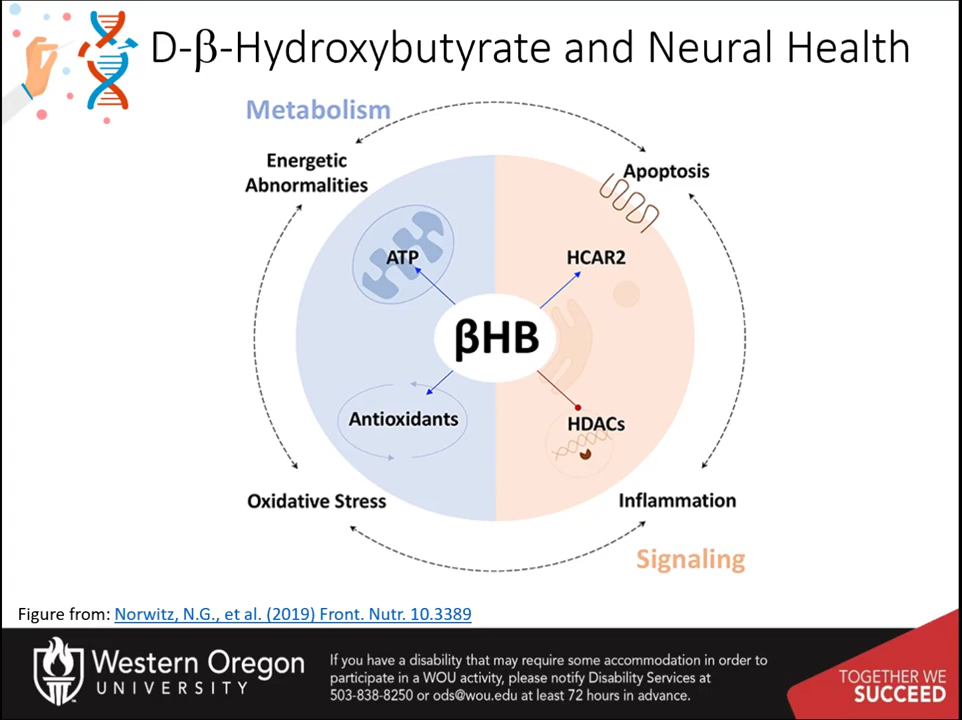 D-β-Hydroxybutyrate and Neural Health
Metabolism
Energetic
Abnormalities
Apoptosis
ATP
HCAR2
βHB
Antioxidants
HDACs
Oxidative Stress
Inflammation
Signaling
Figure from: Norwitz, N.G., et al. (2019) Front. Nutr. 10.3389
Western Oregon
UNIVERSITY
If you have a disability that may require some accommodation in order to
participate in a WOU activity, please notify Disability Services at
503-838-8250 or ods@wou.edu at least 72 hours in advance.
TOGETHER WE
SUCCEED